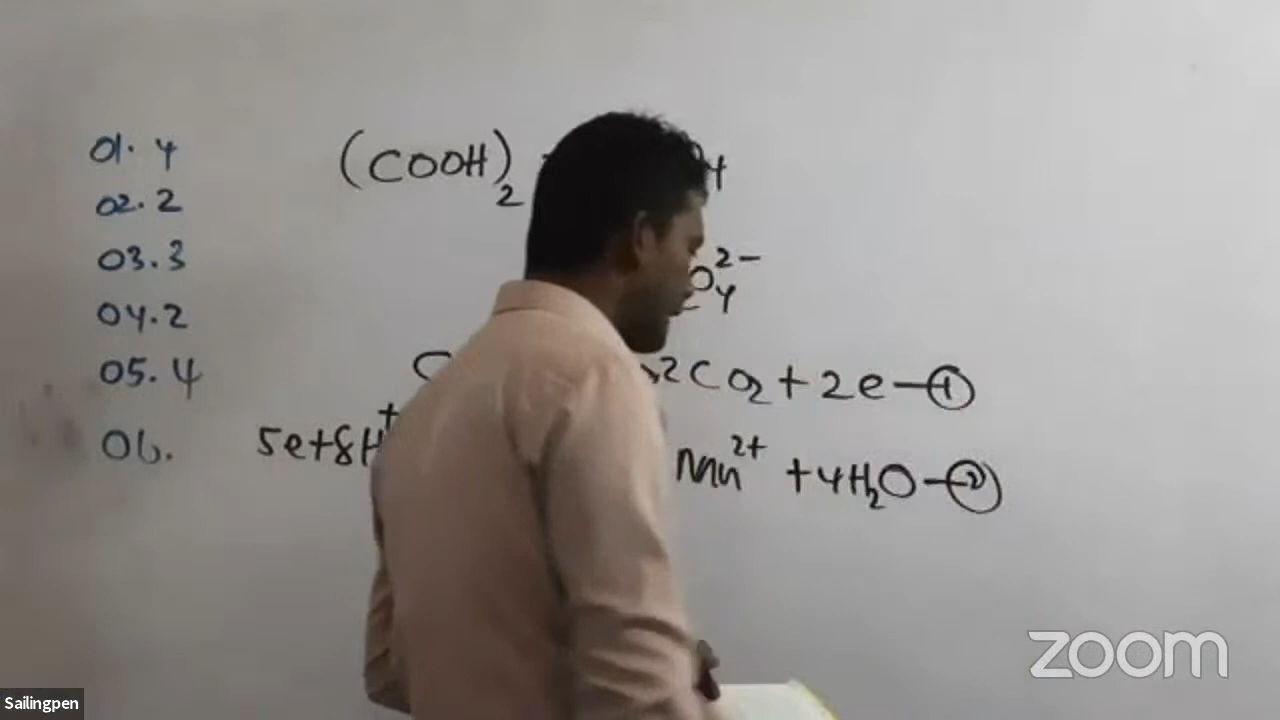 01. 4
02. 2
03. 3
04. 2
05. 4
06.
(COOH)2 4
O4 2-
C 2CO2 + 2e — 1
5e + 8H+ Mn2+ + 4H2O — 2
zoom
Sailingpen